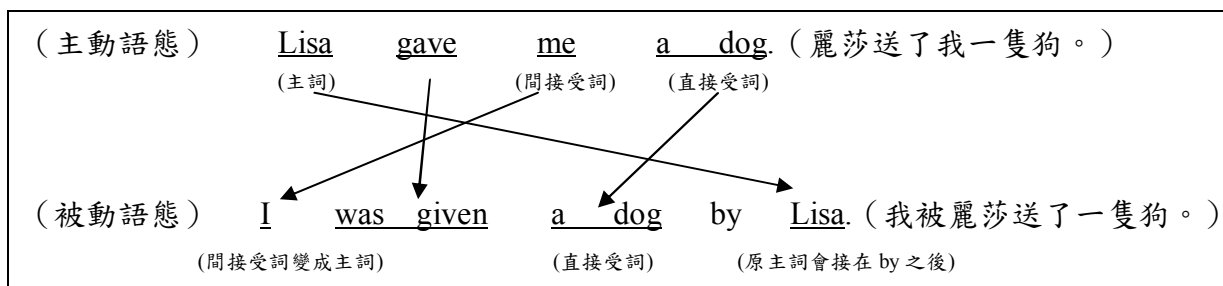 （主動語態） Lisa gave me a dog.（麗莎送了我一隻狗。）
(主詞) (間接受詞) (直接受詞)
（被動語態） I was given a dog by Lisa.（我被麗莎送了一隻狗。）
(間接受詞變成主詞) (直接受詞) (原主詞會接在 by 之後)